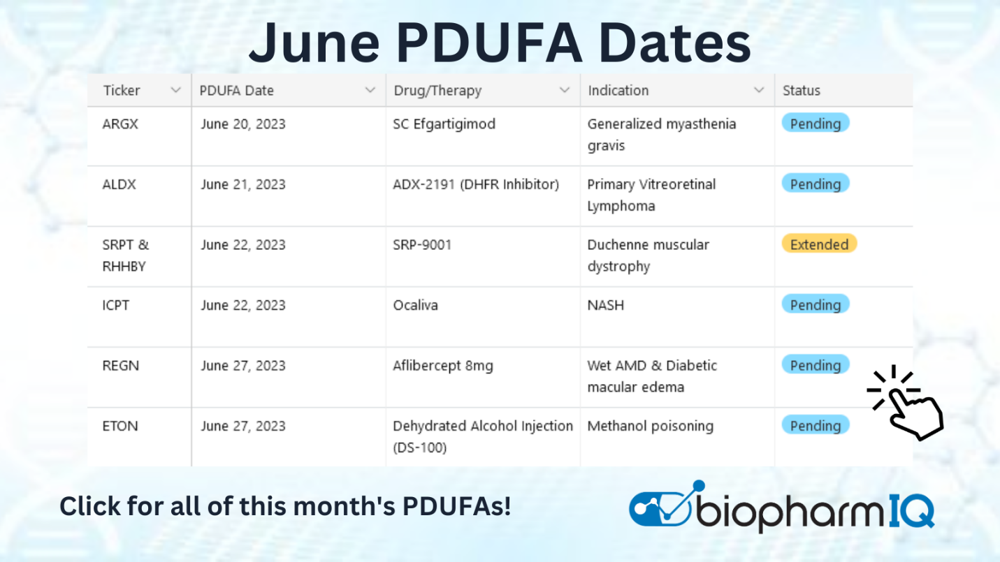 June PDUFA Dates
Ticker PDUFA Date Drug/Therapy Indication Status
ARGX June 20, 2023 SC Efgartigimod Generalized myasthenia Pending
gravis
ALDX June 21, 2023 ADX-2191 (DHFR Inhibitor) Primary Vitreoretinal Pending
Lymphoma
SRPT & June 22, 2023 SRP-9001 Duchenne muscular Extended
RHHBY dystrophy
ICPT June 22, 2023 Ocaliva NASH Pending
REGN June 27, 2023 Aflibercept 8mg Wet AMD & Diabetic Pending
macular edema
ETON June 27, 2023 Dehydrated Alcohol Injection Methanol poisoning Pending
(DS-100)
Click for all of this month's PDUFAs!
biopharmIQ